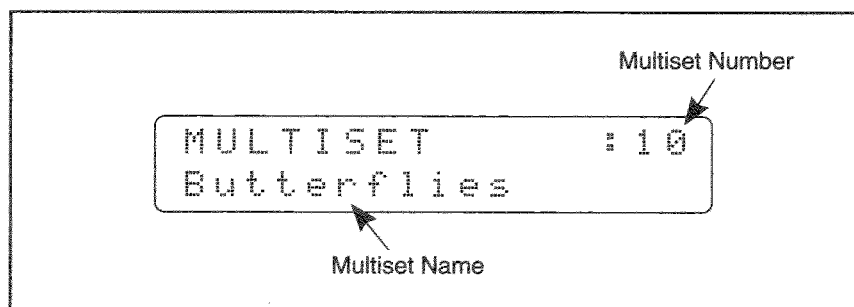 Multiset Number
MULTISET :10
Butterflies
Multiset Name